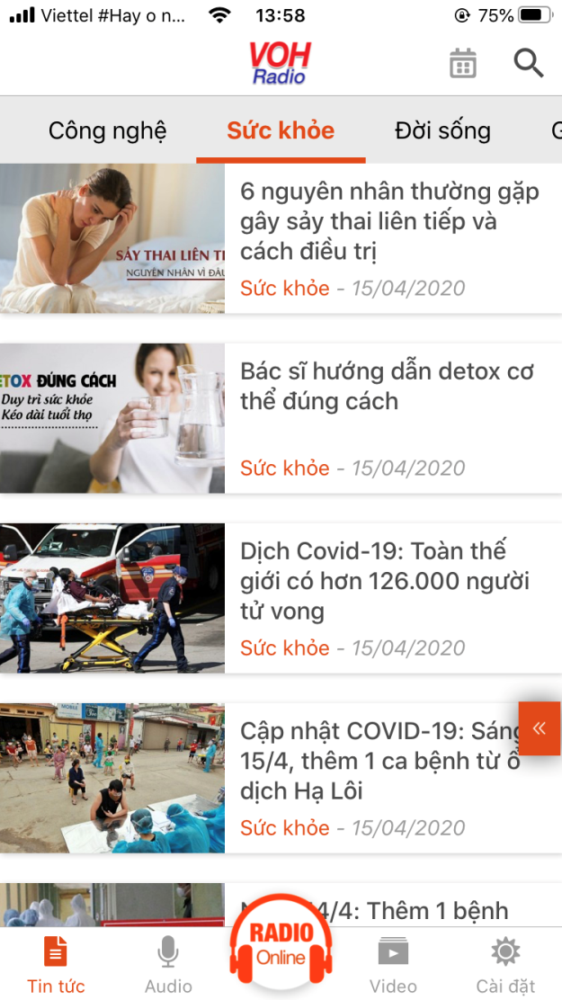 Viettel #Hay o n... 13:58 75%
VOH
Radio
Công nghệ Sức khỏe Đời sống
SẢY THAI LIÊN
NGUYÊN NHÂN VÌ ĐÂU
6 nguyên nhân thường gặp
gây sảy thai liên tiếp và
cách điều trị
Sức khỏe - 15/04/2020
ETOX ĐÚNG CÁCH
Duy trì sức khỏe
Kéo dài tuổi thọ
Bác sĩ hướng dẫn detox cơ
thể đúng cách
Sức khỏe - 15/04/2020
Dịch Covid-19: Toàn thế
giới có hơn 126.000 người
tử vong
Sức khỏe - 15/04/2020
Cập nhật COVID-19: Sáng
15/4, thêm 1 ca bệnh từ ổ
dịch Hạ Lôi
Sức khỏe - 15/04/2020
4/4: Thêm 1 bệnh
RADIO
Online
Tin tức Audio Video Cài đặt